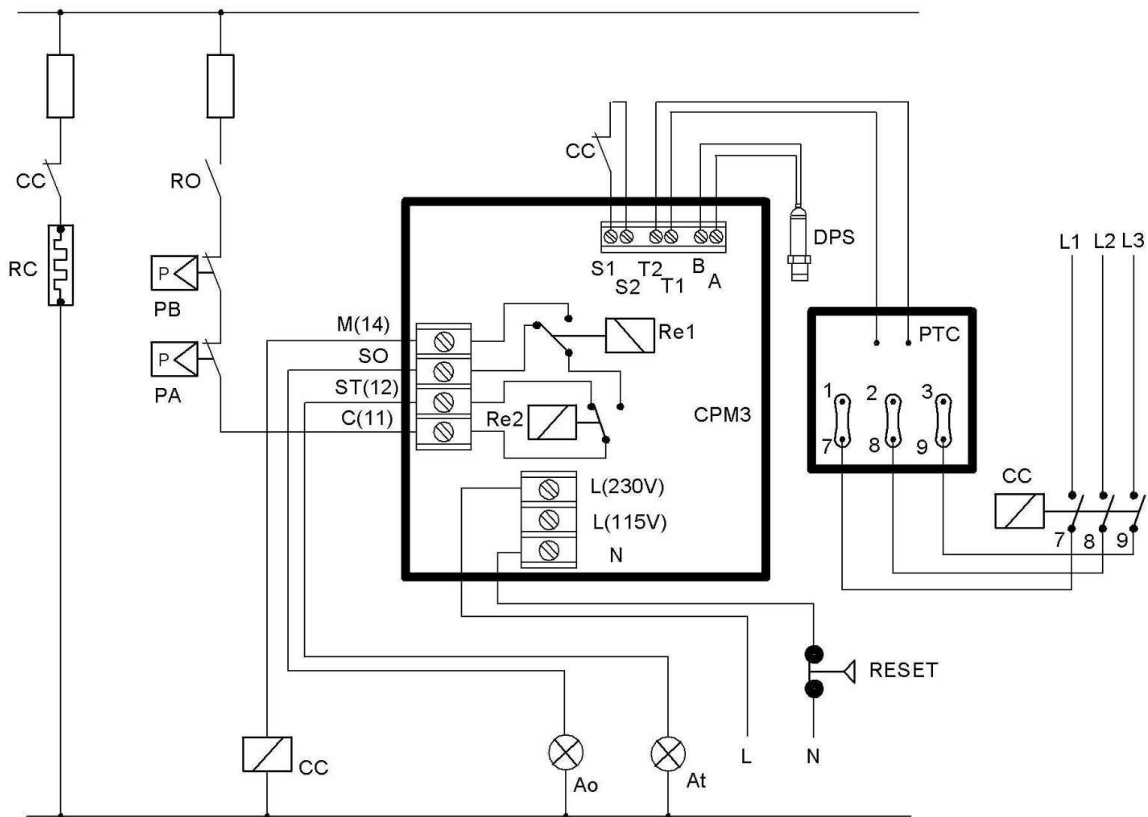 CC
RO
RC
P
PB
P
PA
CC
S1
S2
T2
T1
B
A
DPS
L1 L2 L3
M(14)
SO
ST(12)
C(11)
Re1
Re2
CPM3
L(230V)
L(115V)
N
PTC
1 2 3
7 8 9
CC
7 8 9
RESET
CC
Ao
At
L
N